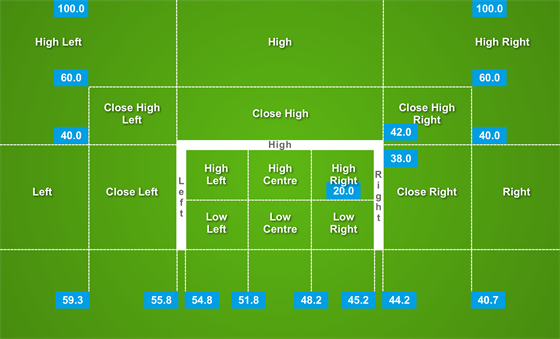 100.0
100.0
High Left
High
High Right
60.0
60.0
Close High
Left
Close High
Close High
Right
40.0
42.0
40.0
High
38.0
Left
Close Left
Left
High
Left
High
Centre
High
Right
20.0
Right
Close Right
Right
Low
Left
Low
Centre
Low
Right
59.3
55.8
54.8
51.8
48.2
45.2
44.2
40.7